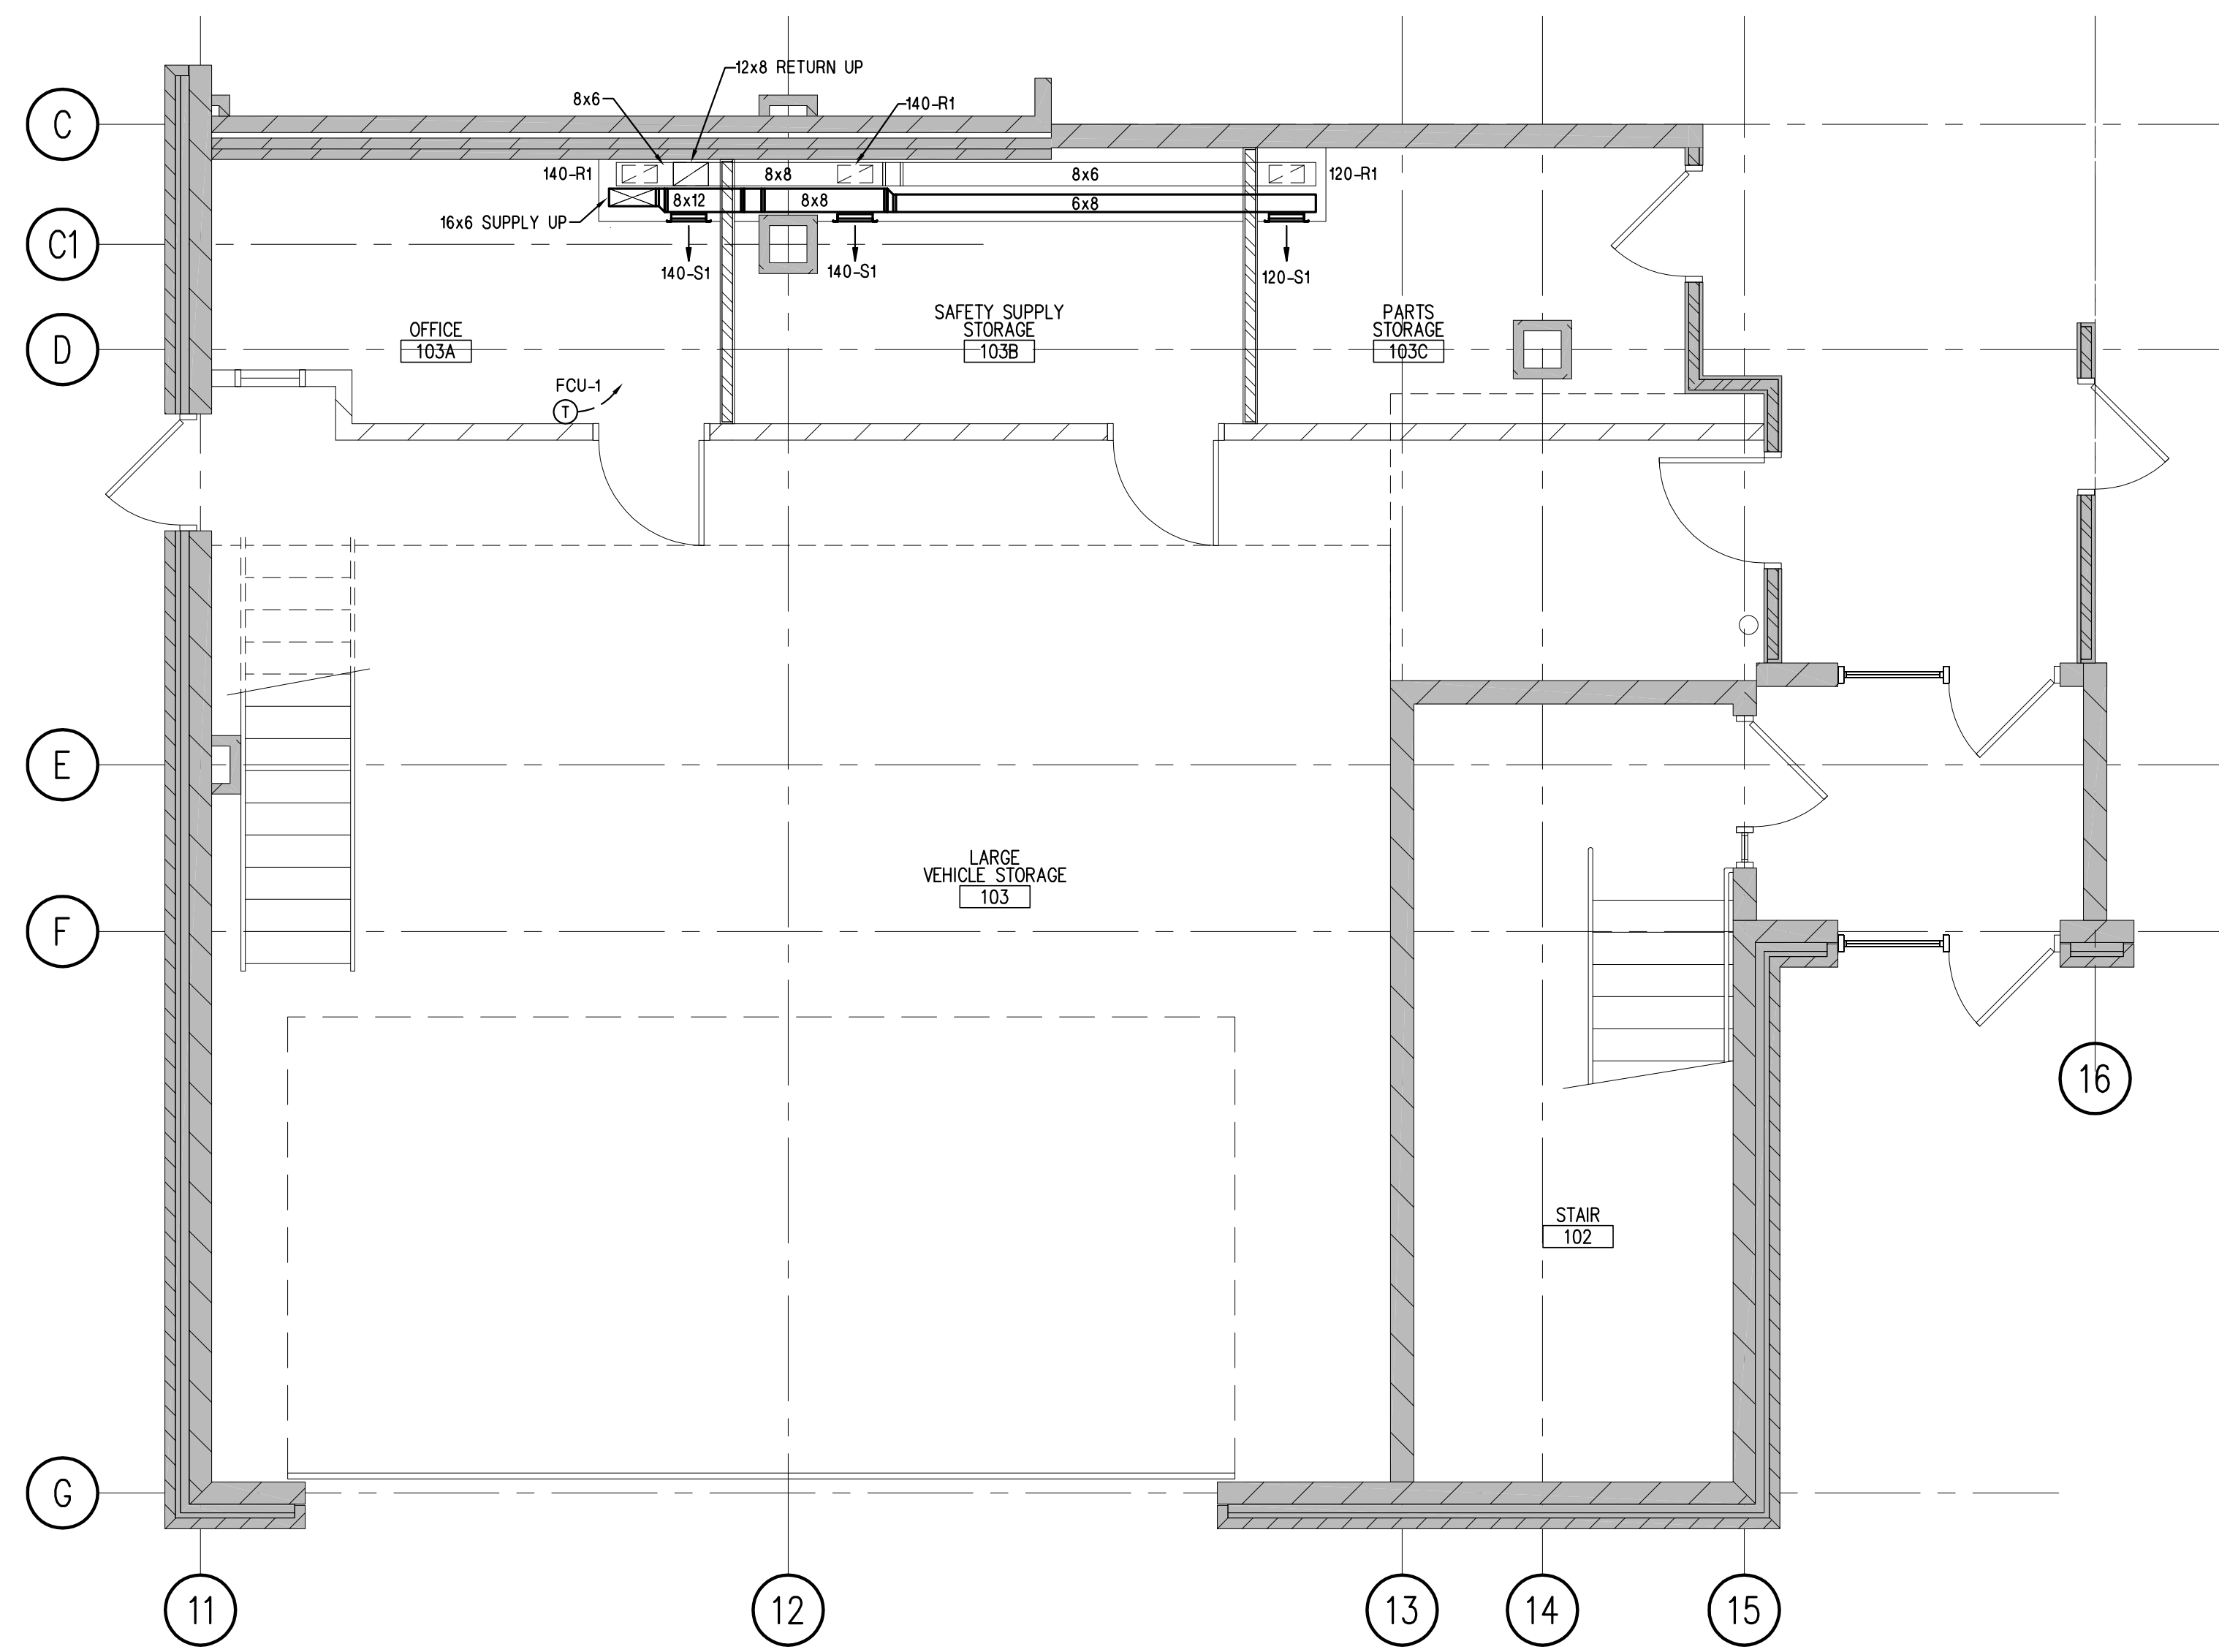 12x8 RETURN UP
8x6
140-R1
C
140-R1
8x8
8x6
120-R1
8x12
8x8
6x8
16x6 SUPPLY UP
C1
140-S1
140-S1
120-S1
OFFICE
103A
SAFETY SUPPLY
STORAGE
103B
PARTS
STORAGE
103C
D
FCU-1
T
E
LARGE
VEHICLE STORAGE
103
F
16
STAIR
102
G
11
12
13
14
15